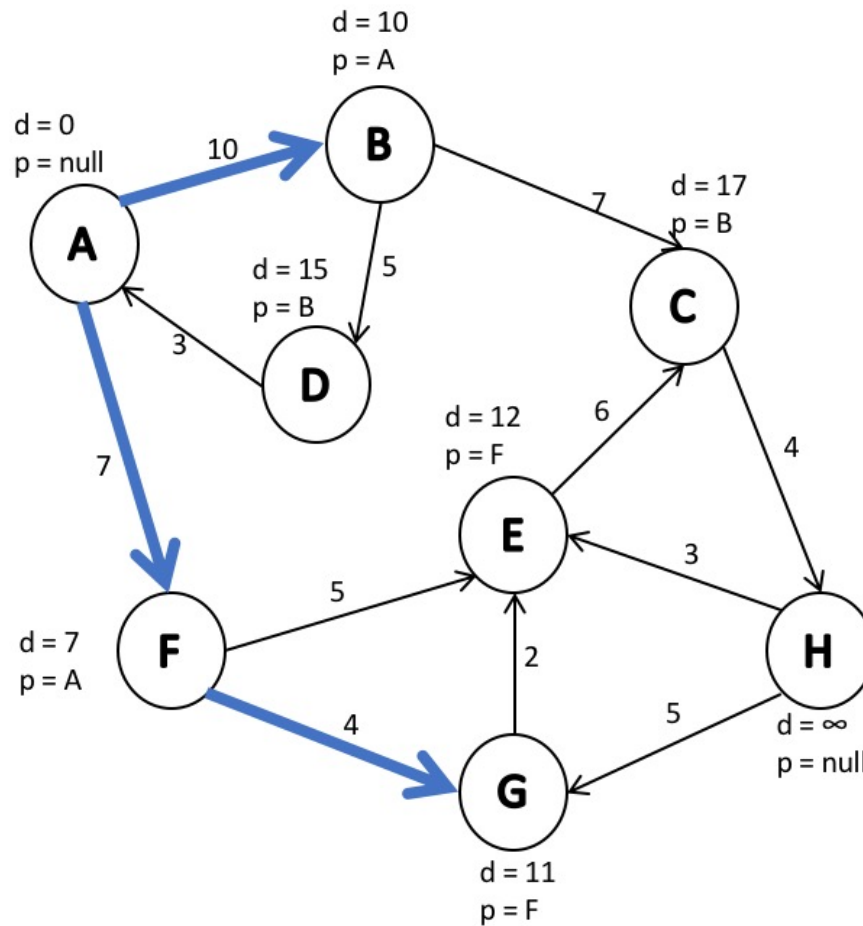 d = 10
p = A
B
d = 0
p = null
10
A
7
d = 17
p = B
C
5
d = 15
p = B
3
D
6
d = 12
p = F
4
7
E
3
5
d = 7
p = A
F
2
H
4
5
d = ∞
p = null
G
d = 11
p = F